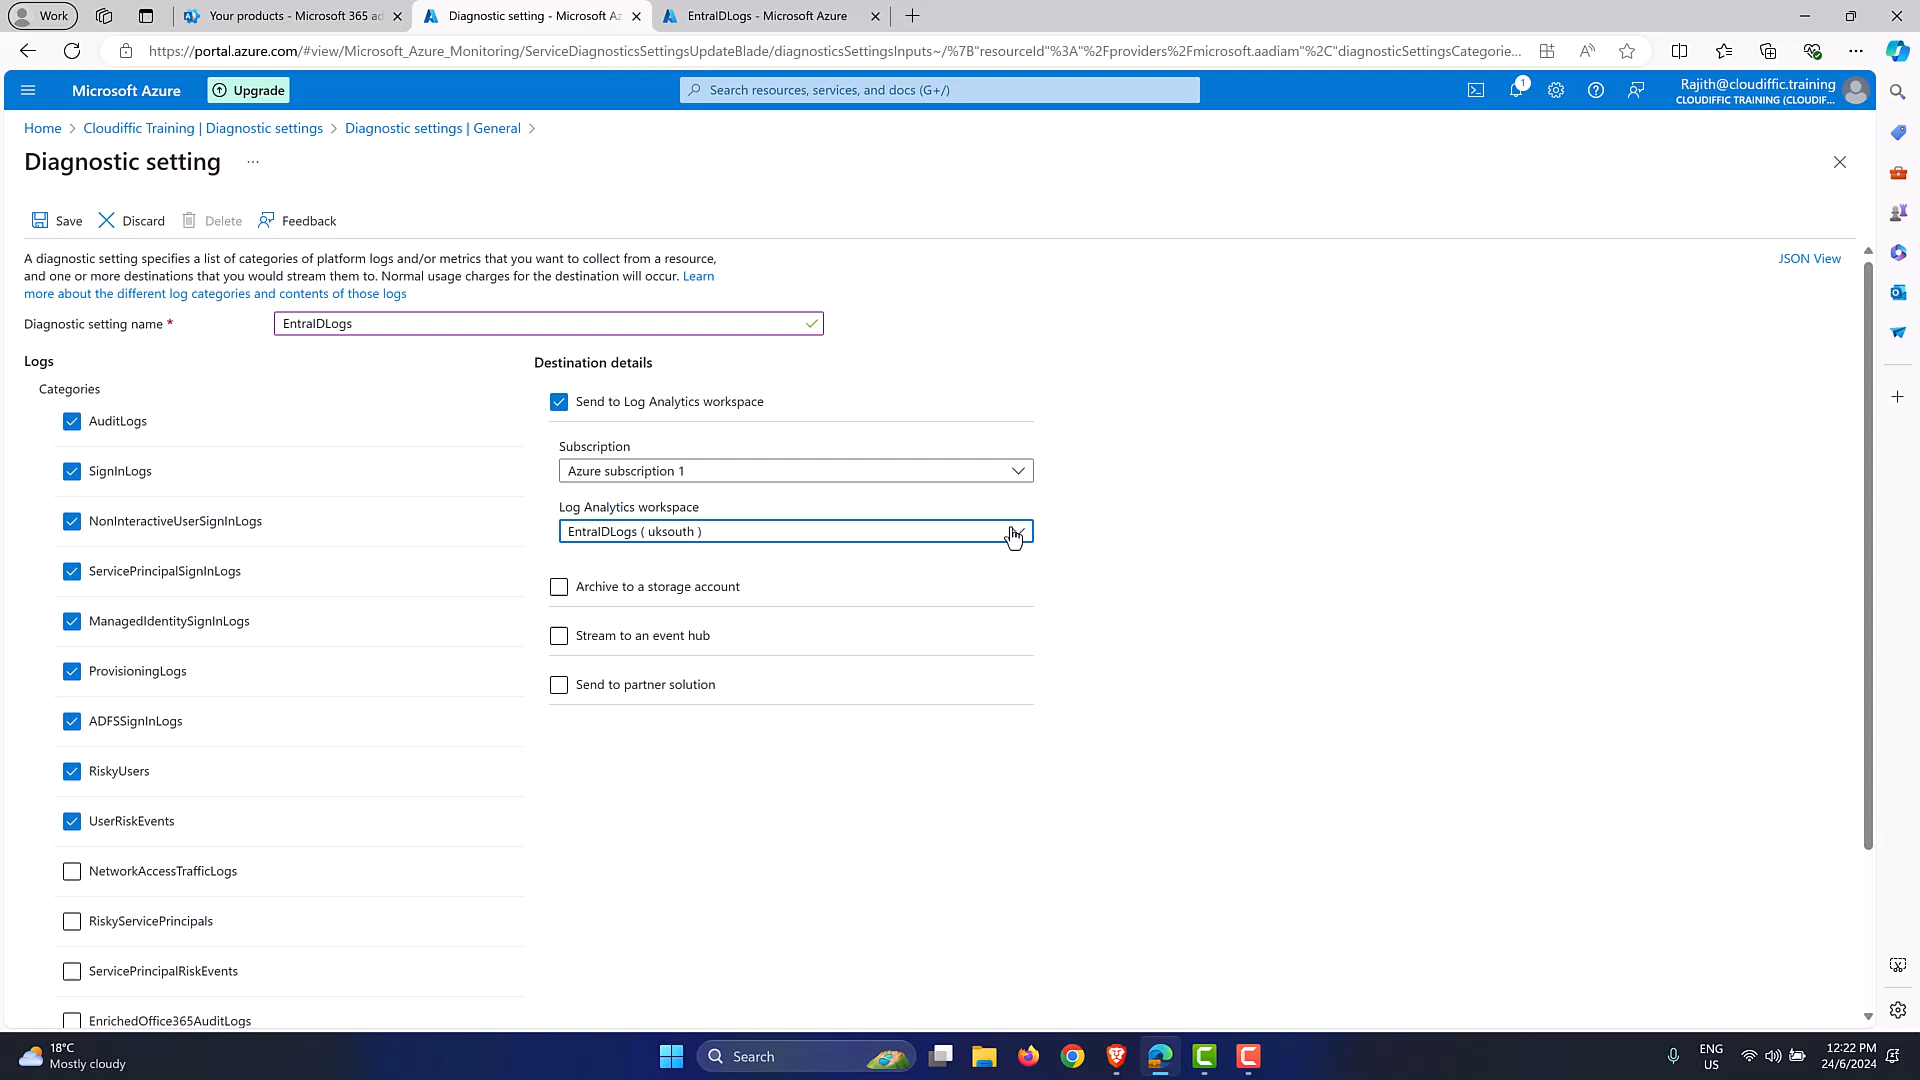 Work
Your products - Microsoft 365 ad
Diagnostic setting - Microsoft Az
EntraIDLogs - Microsoft Azure
https://portal.azure.com/#view/Microsoft_Azure_Monitoring/ServiceDiagnosticsSettingsUpdateBlade/diagnosticsSettingsInputs~/%7B"resourceId"%3A"%2Fproviders%2Fmicrosoft.aadiam"%2C"diagnosticSettingsCategorie...
Microsoft Azure
Upgrade
Search resources, services, and docs (G+/)
1
Rajith@cloudiffic.training
CLOUDIFFIC TRAINING (CLOUDIF...
Home > Cloudiffic Training | Diagnostic settings > Diagnostic settings | General >
Diagnostic setting ...
Save Discard Delete Feedback
A diagnostic setting specifies a list of categories of platform logs and/or metrics that you want to collect from a resource,
and one or more destinations that you would stream them to. Normal usage charges for the destination will occur. Learn
more about the different log categories and contents of those logs
JSON View
Diagnostic setting name *
EntraIDLogs
Logs
Categories
AuditLogs
SignInLogs
NonInteractiveUserSignInLogs
ServicePrincipalSignInLogs
ManagedIdentitySignInLogs
ProvisioningLogs
ADFSSignInLogs
RiskyUsers
UserRiskEvents
NetworkAccessTrafficLogs
RiskyServicePrincipals
ServicePrincipalRiskEvents
EnrichedOffice365AuditLogs
Destination details
Send to Log Analytics workspace
Subscription
Azure subscription 1
Log Analytics workspace
EntraIDLogs ( uksouth )
Archive to a storage account
Stream to an event hub
Send to partner solution
18°C
Mostly cloudy
Search
ENG
US
12:22 PM
24/6/2024